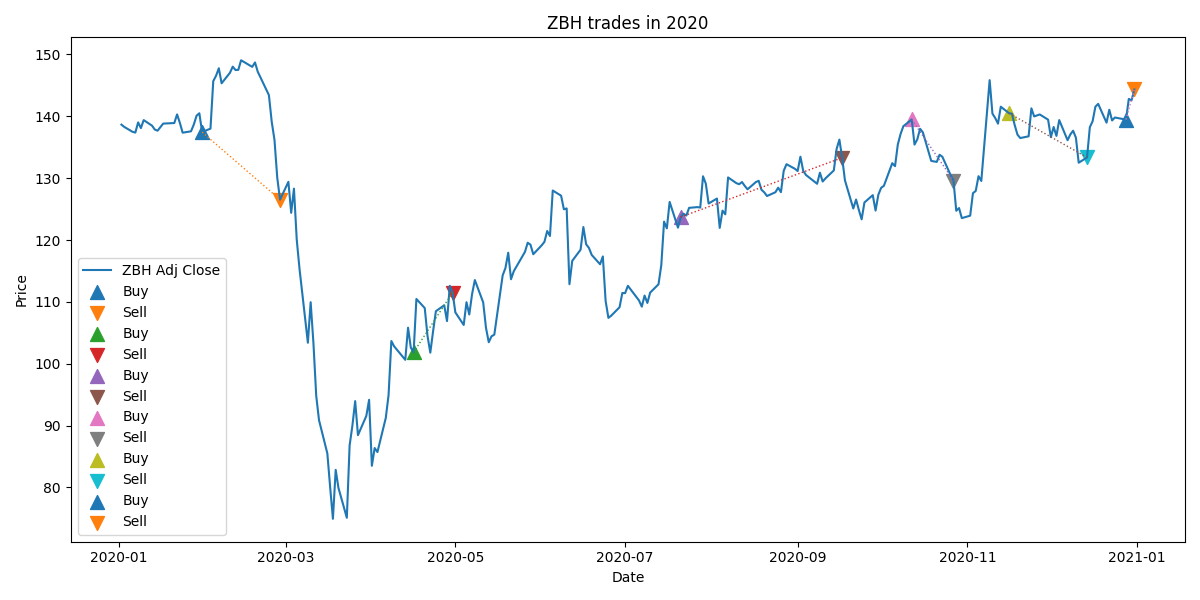 ZBH trades in 2020
Price
150
140
130
120
110
100
90
80
ZBH Adj Close
Buy
Sell
Buy
Sell
Buy
Sell
Buy
Sell
Buy
Sell
Buy
Sell
2020-01
2020-03
2020-05
2020-07
2020-09
2020-11
2021-01
Date